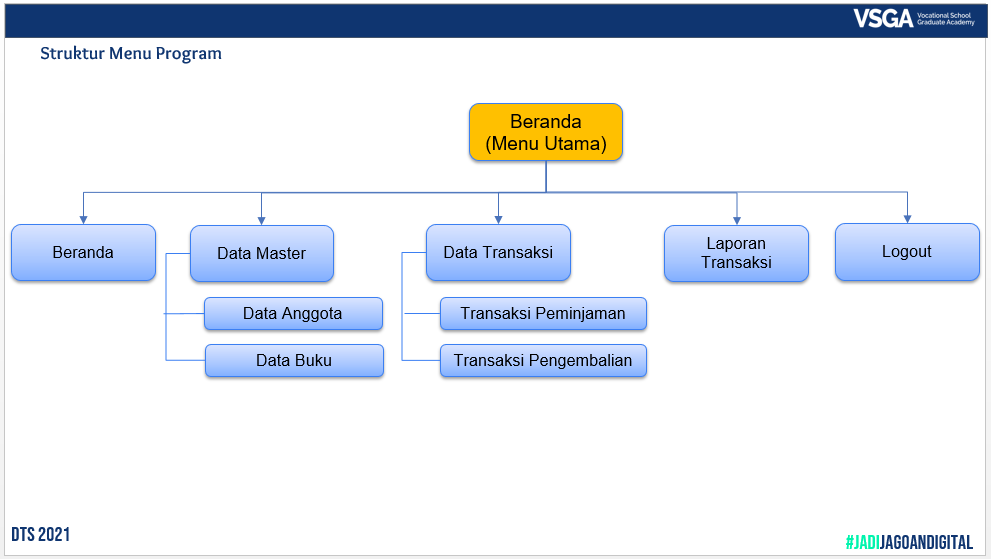 VSGA Vocational School
Graduate Academy
Struktur Menu Program
Beranda
(Menu Utama)
Beranda
Data Master
Data Transaksi
Laporan
Transaksi
Logout
Data Anggota
Transaksi Peminjaman
Data Buku
Transaksi Pengembalian
DTS 2021
#JADIJAGOANDIGITAL